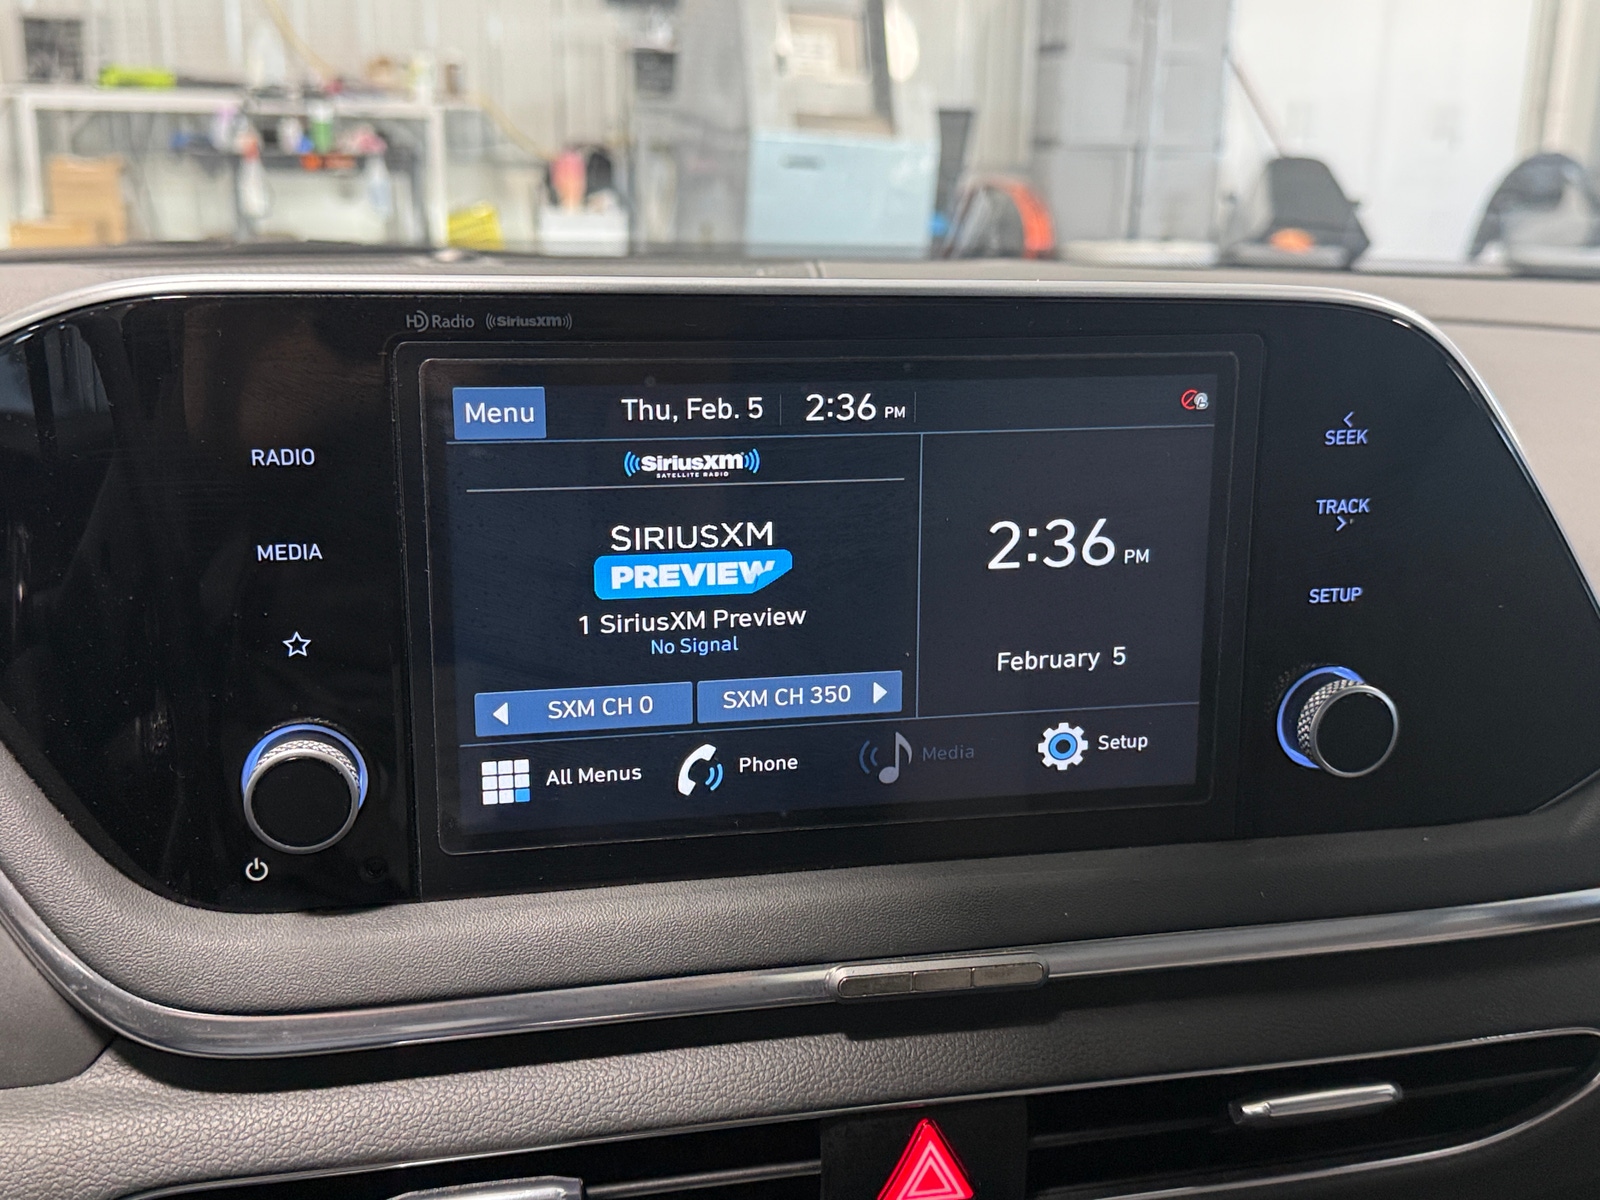 HD Radio ((SiriusXM))
Menu
Thu, Feb. 5
2:36 PM
((SiriusXM))
SATELLITE RADIO
SIRIUSXM
PREVIEW
1 SiriusXM Preview
No Signal
SXM CH 0
SXM CH 350
2:36 PM
February 5
All Menus
Phone
Media
Setup
RADIO
MEDIA
SEEK
TRACK
SETUP